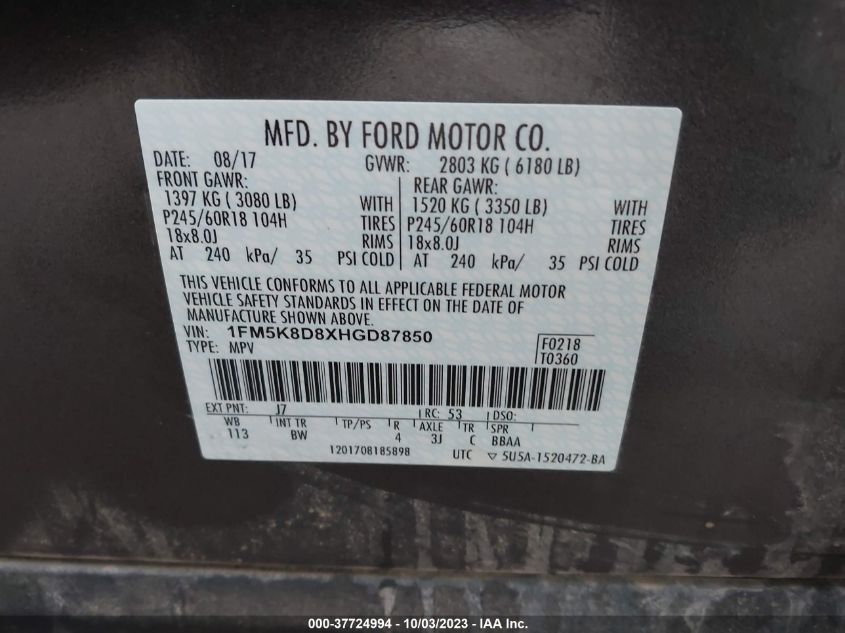 MFD. BY FORD MOTOR CO.
DATE: 08/17 GVWR: 2803 KG ( 6180 LB)
FRONT GAWR: REAR GAWR:
1397 KG ( 3080 LB) WITH 1520 KG ( 3350 LB) WITH
P245/60R18 104H TIRES P245/60R18 104H TIRES
18x8.0J RIMS 18x8.0J RIMS
AT 240 kPa/ 35 PSI COLD AT 240 kPa/ 35 PSI COLD
THIS VEHICLE CONFORMS TO ALL APPLICABLE FEDERAL MOTOR
VEHICLE SAFETY STANDARDS IN EFFECT ON THE DATE OF
MANUFACTURE SHOWN ABOVE.
VIN: 1FM5K8D8XHGD87850 F0218
TYPE: MPV T0360
EXT PNT: J7 RC: 53 DSO:
WB INT TR TP/PS R AXLE TR SPR
113 BW 4 3J C BBAA
1201708185898 UTC ▽ 5U5A-1520472-BA
000-37724994 - 10/03/2023 - IAA Inc.